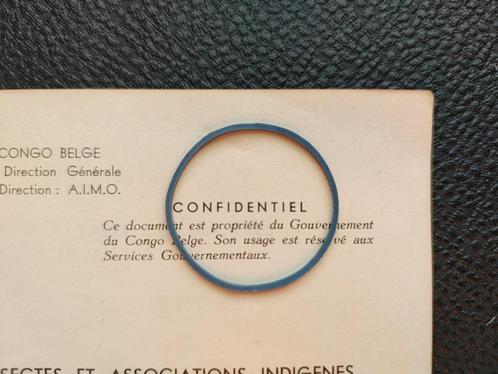 CONGO BELGE
Direction Générale
Direction : A.I.M.O.
CONFIDENTIEL
Ce document est propriété du Gouvernement
du Congo Belge. Son usage est réservé aux
Services Gouvernementaux.
SECTES ET ASSOCIATIONS INDIGENES